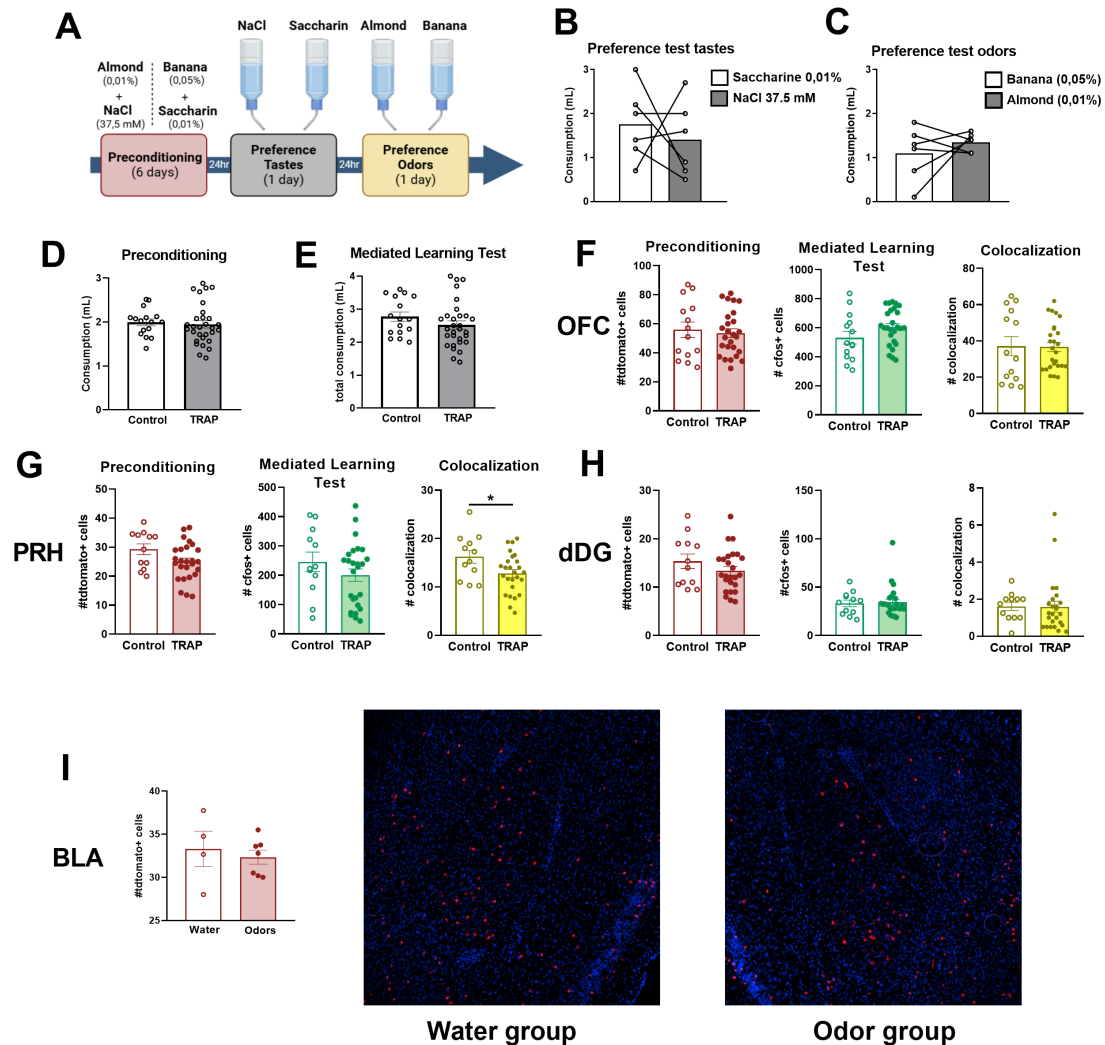 A
NaCl
Saccharin
Almond
Banana
Almond
(0,01%)
+
NaCl
(37,5 mM)
Banana
(0,05%)
+
Saccharin
(0,01%)
Preconditioning
(6 days)
24hr
Preference
Tastes
(1 day)
24hr
Preference
Odors
(1 day)
B
Preference test tastes
Consumption (mL)
3
2
1
0
Saccharine 0,01%
NaCl 37.5 mM
C
Preference test odors
Consumption (mL)
3
2
1
0
Banana (0,05%)
Almond (0,01%)
D
Preconditioning
Consumption (mL)
3
2
1
0
Control
TRAP
E
Mediated Learning Test
total consumption (mL)
4
3
2
1
0
Control
TRAP
F
OFC
Preconditioning
#tdtomato+ cells
100
80
60
40
20
0
Control TRAP
Mediated Learning
Test
# cfos+ cells
1000
800
600
400
200
0
Control TRAP
Colocalization
# colocalization
80
60
40
20
0
Control TRAP
G
PRH
Preconditioning
#tdtomato+ cells
50
40
30
20
10
0
Control TRAP
Mediated Learning
Test
# cfos+ cells
500
400
300
200
100
0
Control TRAP
Colocalization
# colocalization
30
20
10
0
*
Control TRAP
H
dDG
#tdtomato+ cells
30
20
10
0
Control TRAP
#cfos+ cells
150
100
50
0
Control TRAP
# colocalization
8
6
4
2
0
Control TRAP
I
BLA
#tdtomato+ cells
40
35
30
25
Water
Odors
Water group
Odor group